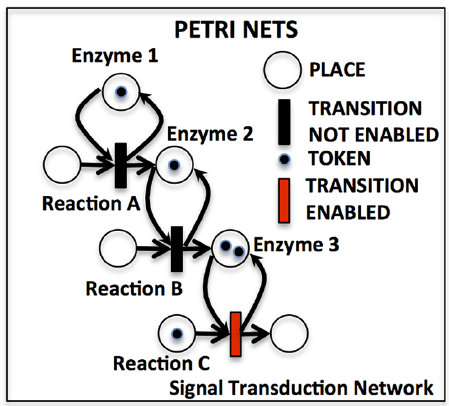 PETRI NETS
Enzyme 1
PLACE
TRANSITION
NOT ENABLED
Enzyme 2
TOKEN
TRANSITION
ENABLED
Reaction A
Enzyme 3
Reaction B
Reaction C
Signal Transduction Network